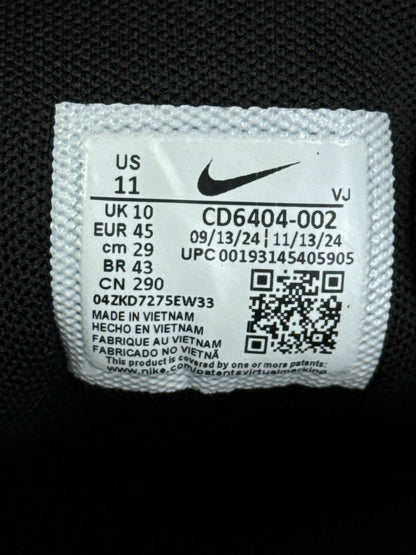 US
11
VJ
UK 10
EUR 45
cm 29
BR 43
CN 290
CD6404-002
09/13/24 | 11/13/24
UPC 00193145405905
04ZKD7275EW33
MADE IN VIETNAM
HECHO EN VIETNAM
FABRIQUE AU VIETNAM
FABRICADO NO VIETNÃ
This product is covered by one or more patents:
www.nike.com/patentsvirtualmarking